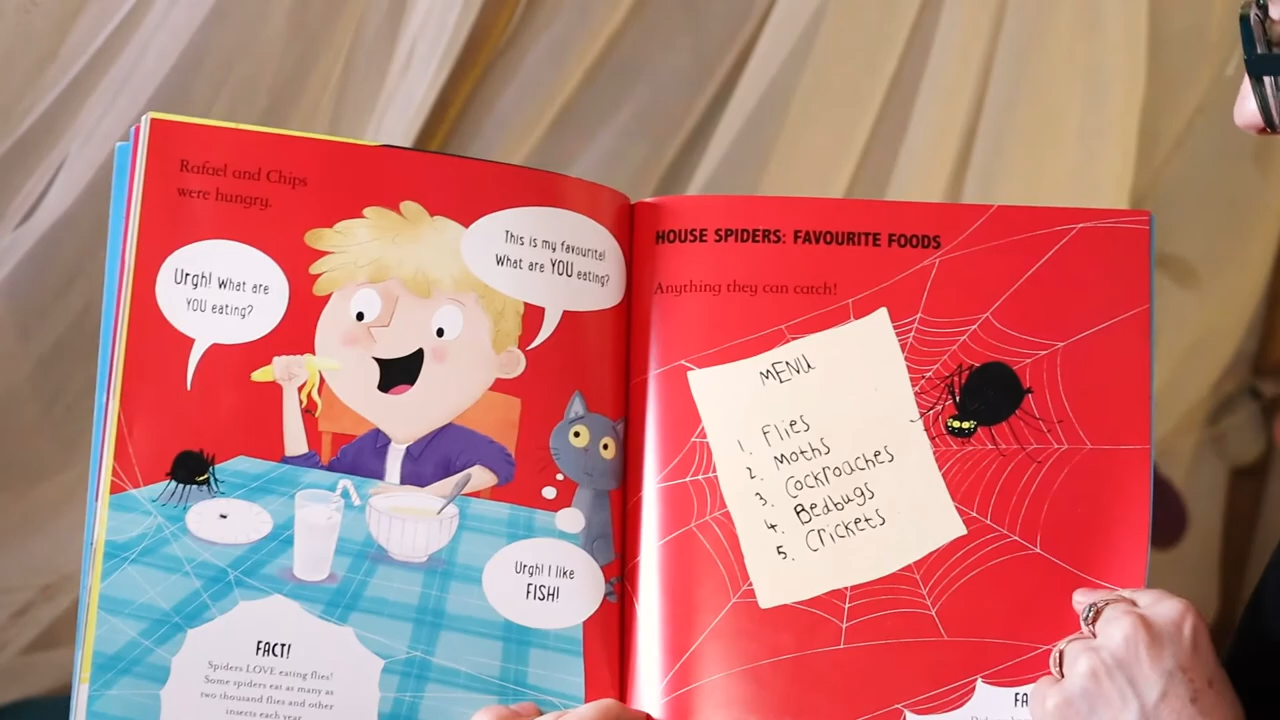 Rafael and Chips
were hungry.
Urgh! What are
YOU eating?
This is my favourite!
What are YOU eating?
Urgh! I like
FISH!
FACT!
Spiders LOVE eating flies!
Some spiders eat as many as
two thousand flies and other
insects each year.
HOUSE SPIDERS: FAVOURITE FOODS
Anything they can catch!
MENU
1. Flies
2. Moths
3. Cockroaches
4. Bedbugs
5. Crickets
FA